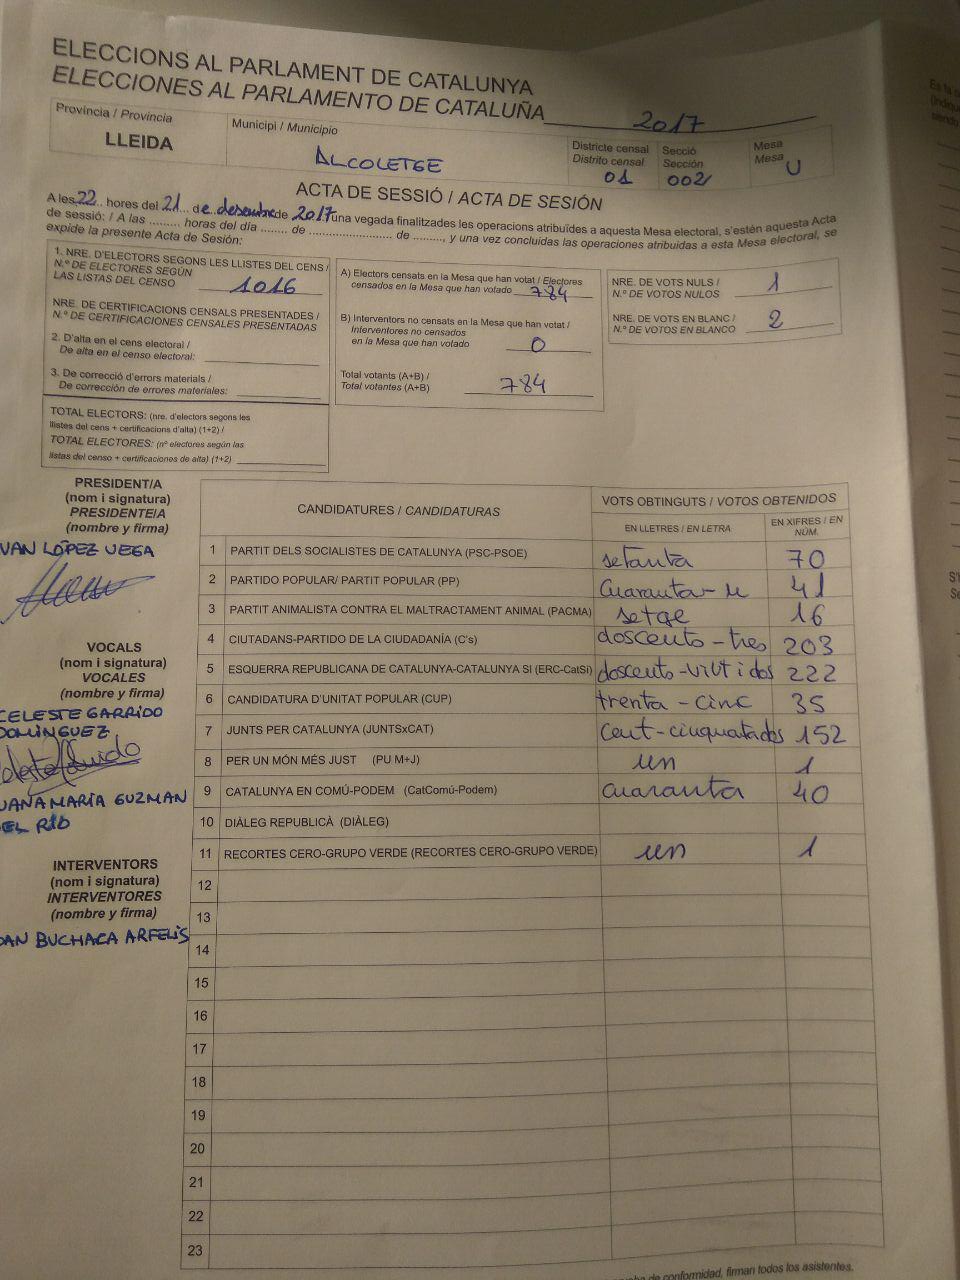 ELECCIONS AL PARLAMENT DE CATALUNYA
ELECCIONES AL PARLAMENTO DE CATALUÑA 2017
Província / Provincia
LLEIDA
Municipi / Municipio
ALCOLETGE
Districte censal
Distrito censal
01
Secció
Sección
002
Mesa
Mesa
U
ACTA DE SESSIÓ / ACTA DE SESIÓN
A les 22 hores del 21 de desembre de 2017 una vegada finalitzades les operacions atribuïdes a aquesta Mesa electoral, s'estén aquesta Acta
de sessió: / A las ......... horas del día ........ de ........................ de ........., y una vez concluidas las operaciones atribuidas a esta Mesa electoral, se
expide la presente Acta de Sesión:
1. NRE. D'ELECTORS SEGONS LES LLISTES DEL CENS /
N.º DE ELECTORES SEGÚN
LAS LISTAS DEL CENSO 1016
NRE. DE CERTIFICACIONS CENSALS PRESENTADES /
N.º DE CERTIFICACIONES CENSALES PRESENTADAS
2. D'alta en el cens electoral /
De alta en el censo electoral:
3. De correcció d'errors materials /
De corrección de errores materiales:
TOTAL ELECTORS: (nre. d'electors segons les
llistes del cens + certificacions d'alta) (1+2) /
TOTAL ELECTORES: (nº electores según las
listas del censo + certificaciones de alta) (1+2)
A) Electors censats en la Mesa que han votat / Electores
censados en la Mesa que han votado 784
B) Interventors no censats en la Mesa que han votat /
Interventores no censados
en la Mesa que han votado 0
Total votants (A+B) /
Total votantes (A+B) 784
NRE. DE VOTS NULS /
N.º DE VOTOS NULOS 1
NRE. DE VOTS EN BLANC /
N.º DE VOTOS EN BLANCO 2
PRESIDENT/A
(nom i signatura)
PRESIDENTE/A
(nombre y firma)
VAN LÓPEZ VEGA
VOCALS
(nom i signatura)
VOCALES
(nombre y firma)
CELESTE GARRIDO
DOMÍNGUEZ
UANA MARÍA GUZMAN
EL RÍO
INTERVENTORS
(nom i signatura)
INTERVENTORES
(nombre y firma)
OAN BUCHACA ARFELIS
CANDIDATURES / CANDIDATURAS
VOTS OBTINGUTS / VOTOS OBTENIDOS
EN LLETRES / EN LETRA
EN XIFRES / EN
NÚM.
1 PARTIT DELS SOCIALISTES DE CATALUNYA (PSC-PSOE) setanta 70
2 PARTIDO POPULAR/ PARTIT POPULAR (PP) Cuaranta-u 41
3 PARTIT ANIMALISTA CONTRA EL MALTRACTAMENT ANIMAL (PACMA) setge 16
4 CIUTADANS-PARTIDO DE LA CIUDADANÍA (C's) doscents-tres 203
5 ESQUERRA REPUBLICANA DE CATALUNYA-CATALUNYA SI (ERC-CatSi) doscents-vint i dos 222
6 CANDIDATURA D'UNITAT POPULAR (CUP) trenta-cinc 35
7 JUNTS PER CATALUNYA (JUNTSxCAT) Cent-cinquatados 152
8 PER UN MÓN MÉS JUST (PU M+J) un 1
9 CATALUNYA EN COMÚ-PODEM (CatComú-Podem) cuaranta 40
10 DIÀLEG REPUBLICÀ (DIÀLEG)
11 RECORTES CERO-GRUPO VERDE (RECORTES CERO-GRUPO VERDE) un 1
12
13
14
15
16
17
18
19
20
21
22
23
de conformidad, firman todos los asistentes.